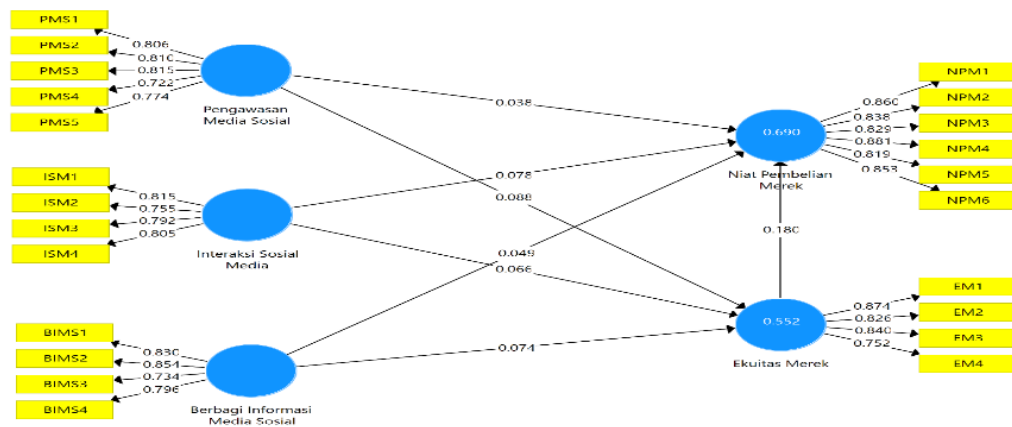 PMS1
PMS2
PMS3
PMS4
PMS5
0.806
0.810
0.815
0.722
0.774
Pengawasan
Media Sosial
ISM1
ISM2
ISM3
ISM4
0.815
0.755
0.792
0.805
Interaksi Sosial
Media
BIMS1
BIMS2
BIMS3
BIMS4
0.830
0.854
0.734
0.796
Berbagi Informasi
Media Sosial
0.038
0.078
0.088
0.049
0.066
0.074
0.690
Niat Pembelian
Merek
0.180
0.552
Ekuitas Merek
0.860
0.838
0.829
0.881
0.819
0.853
NPM1
NPM2
NPM3
NPM4
NPM5
NPM6
0.874
0.826
0.840
0.752
EM1
EM2
EM3
EM4